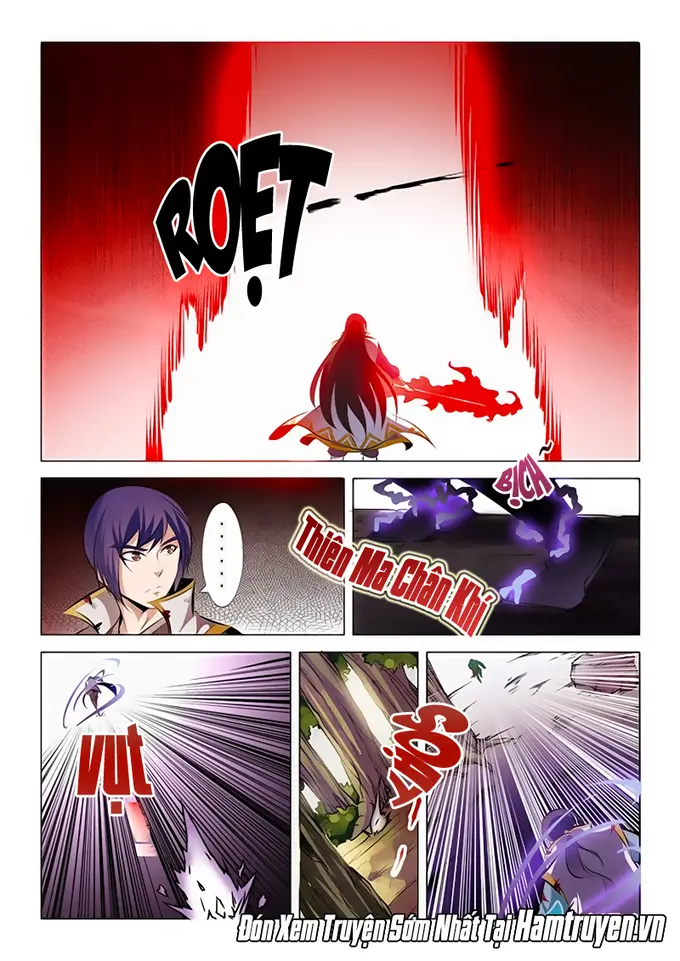 ROẸT
BỊCH
~
......
Thiên Ma Chân Khí
VỤT
SOẠT
Đón Xem Truyện Sớm Nhất Tại Hamtruyen.vn